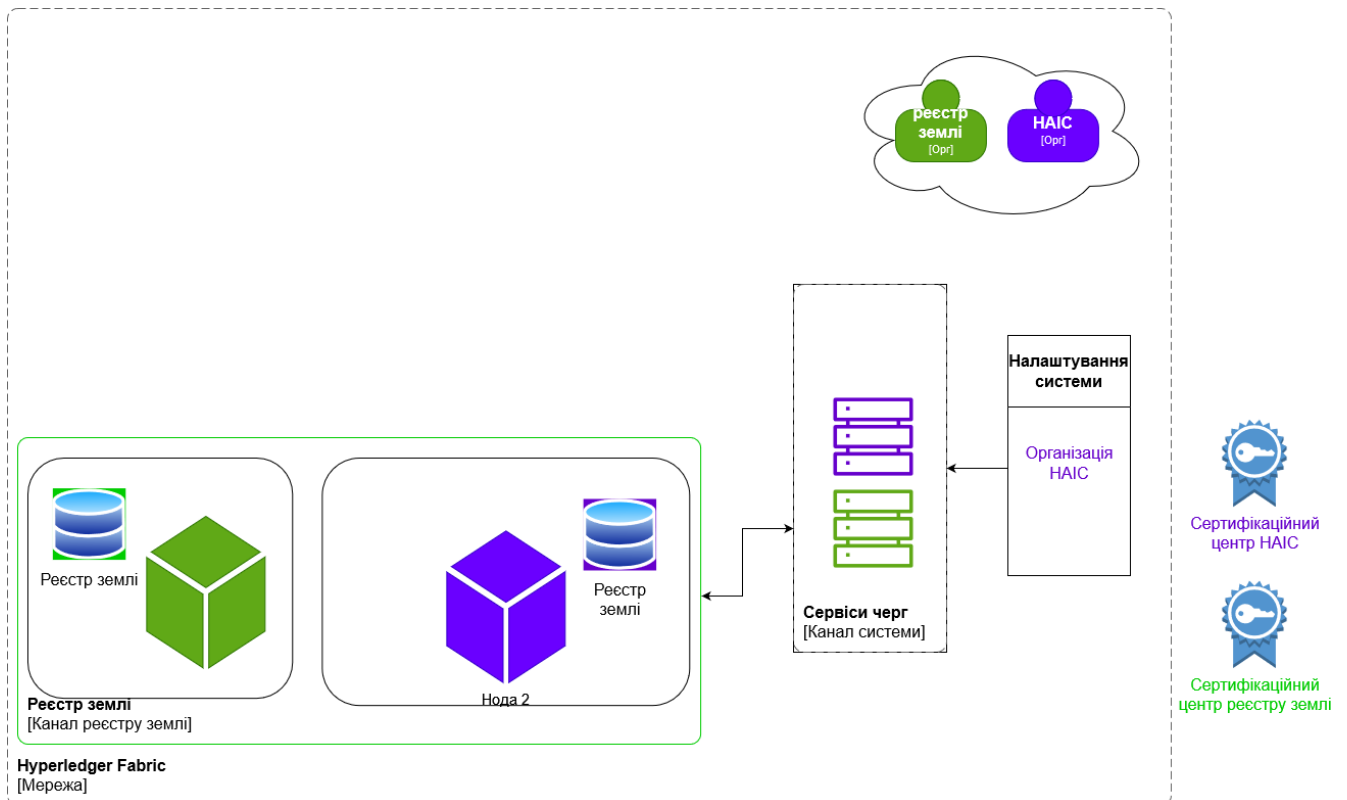 реєстр
землі
[Орг]
НАІС
[Орг]
Налаштування
системи
Організація
НАІС
Сертифікаційний
центр НАІС
Реєстр землі
Реєстр
землі
Сервіси черг
[Канал системи]
Сертифікаційний
центр реєстру землі
Нода 2
Реєстр землі
[Канал реєстру землі]
Hyperledger Fabric
[Мережа]